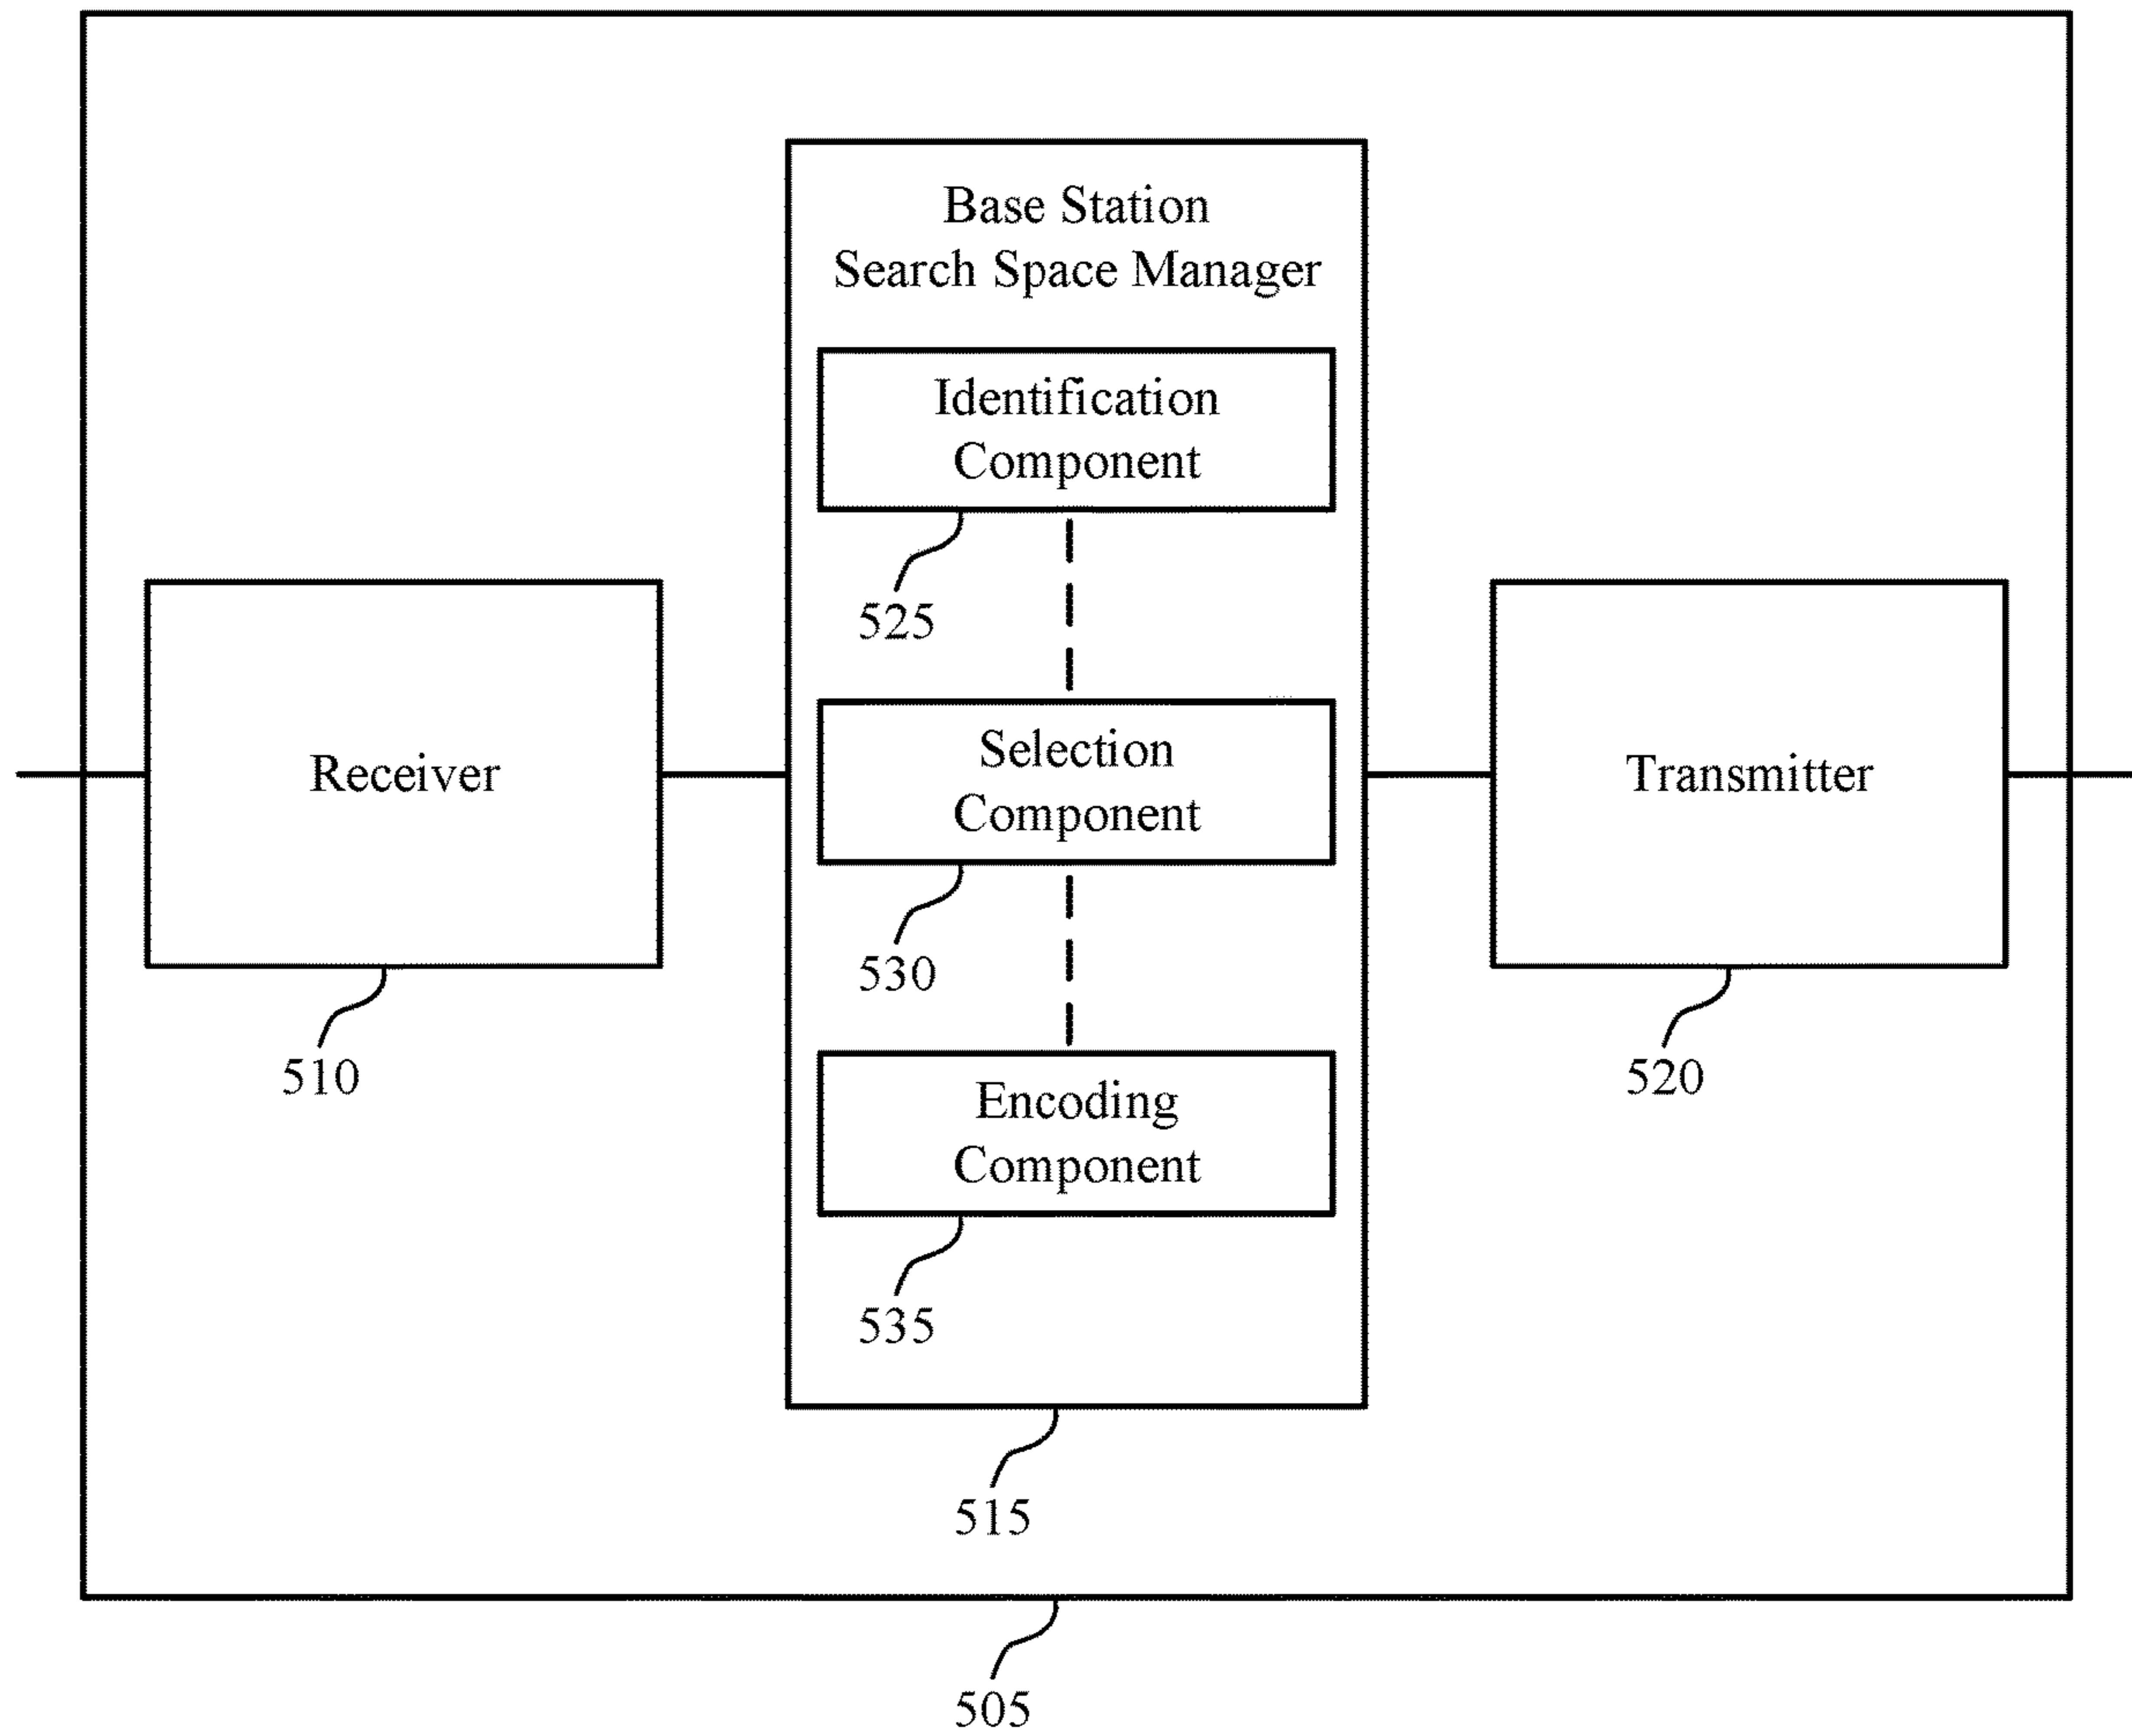 Base Station
Search Space Manager
Identification
Component
525
Receiver
510
Selection
Component
530
Transmitter
520
Encoding
Component
535
515
505